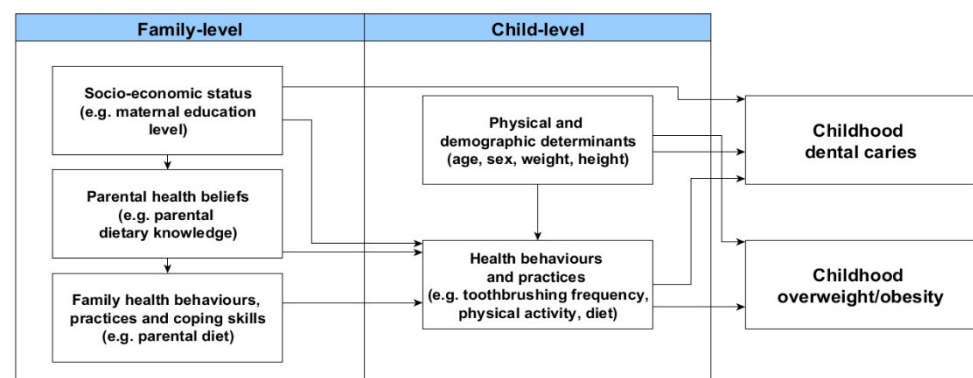 Family-level
Child-level
Socio-economic status
(e.g. maternal education
level)
Parental health beliefs
(e.g. parental
dietary knowledge)
Family health behaviours,
practices and coping skills
(e.g. parental diet)
Physical and
demographic determinants
(age, sex, weight, height)
Health behaviours
and practices
(e.g. toothbrushing frequency,
physical activity, diet)
Childhood
dental caries
Childhood
overweight/obesity